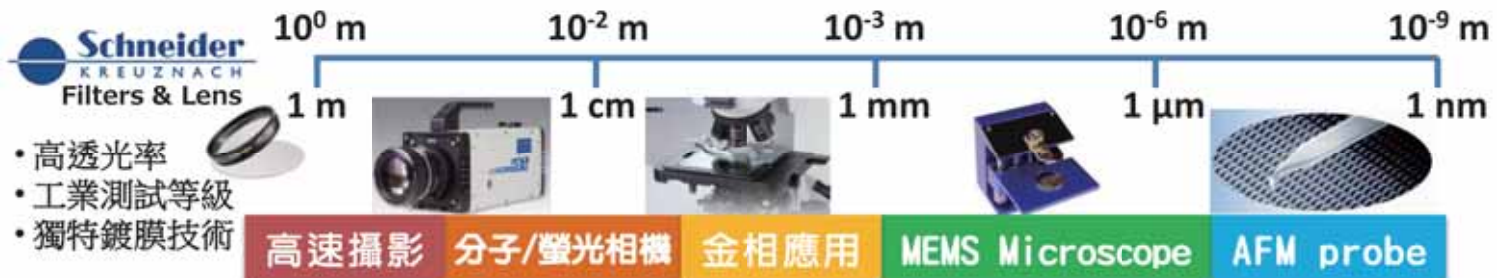 Schneider
KREUZNACH
Filters & Lens
• 高透光率
• 工業測試等級
• 獨特鍍膜技術
10⁰ m 10⁻² m 10⁻³ m 10⁻⁶ m 10⁻⁹ m
1 m 1 cm 1 mm 1 μm 1 nm
高速攝影 分子/螢光相機 金相應用 MEMS Microscope AFM probe